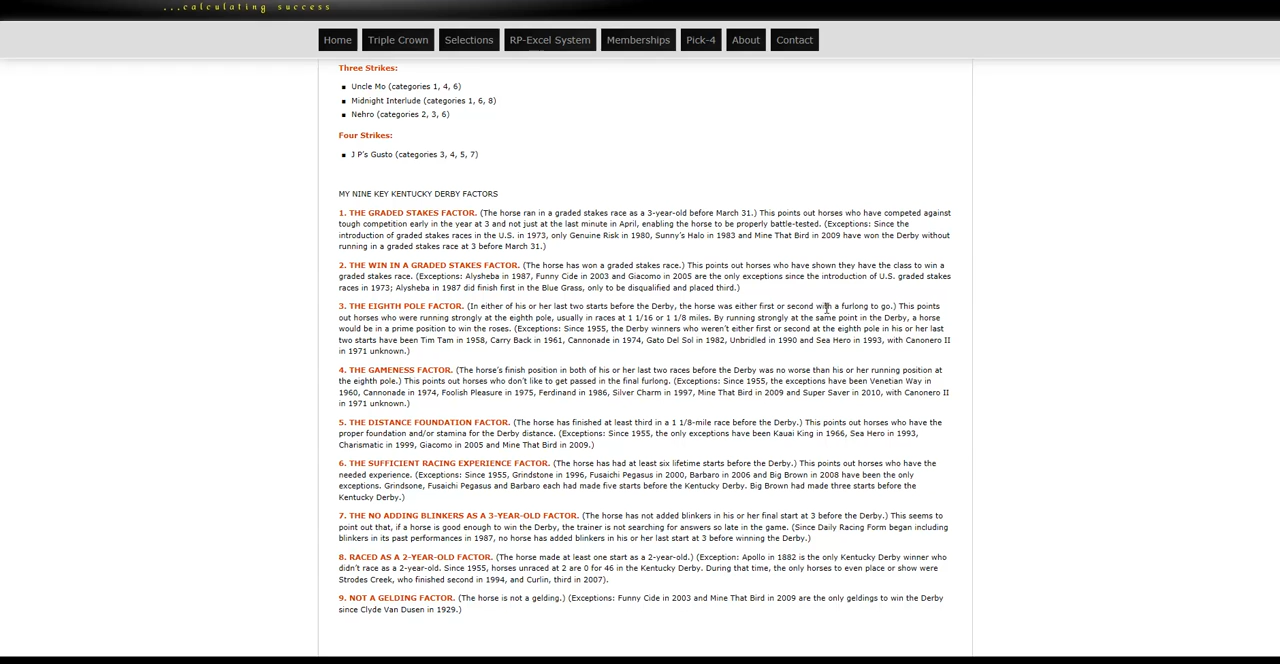 ...calculating success
Home Triple Crown Selections RP-Excel System Memberships Pick-4 About Contact
Three Strikes:
Uncle Mo (categories 1, 4, 6)
Midnight Interlude (categories 1, 6, 8)
Nehro (categories 2, 3, 6)
Four Strikes:
J P's Gusto (categories 3, 4, 5, 7)
MY NINE KEY KENTUCKY DERBY FACTORS
1. THE GRADED STAKES FACTOR. (The horse ran in a graded stakes race as a 3-year-old before March 31.) This points out horses who have competed against
tough competition early in the year at 3 and not just at the last minute in April, enabling the horse to be properly battle-tested. (Exceptions: Since the
introduction of graded stakes races in the U.S. in 1973, only Genuine Risk in 1980, Sunny's Halo in 1983 and Mine That Bird in 2009 have won the Derby without
running in a graded stakes race at 3 before March 31.)
2. THE WIN IN A GRADED STAKES FACTOR. (The horse has won a graded stakes race.) This points out horses who have shown they have the class to win a
graded stakes race. (Exceptions: Alysheba in 1987, Funny Cide in 2003 and Giacomo in 2005 are the only exceptions since the introduction of U.S. graded stakes
races in 1973; Alysheba in 1987 did finish first in the Blue Grass, only to be disqualified and placed third.)
3. THE EIGHTH POLE FACTOR. (In either of his or her last two starts before the Derby, the horse was either first or second with a furlong to go.) This points
out horses who were running strongly at the eighth pole, usually in races at 1 1/16 or 1 1/8 miles. By running strongly at the same point in the Derby, a horse
would be in a prime position to win the roses. (Exceptions: Since 1955, the Derby winners who weren't either first or second at the eighth pole in his or her last
two starts have been Tim Tam in 1958, Carry Back in 1961, Cannonade in 1974, Gato Del Sol in 1982, Unbridled in 1990 and Sea Hero in 1993, with Canonero II
in 1971 unknown.)
4. THE GAMENESS FACTOR. (The horse's finish position in both of his or her last two races before the Derby was no worse than his or her running position at
the eighth pole.) This points out horses who don't like to get passed in the final furlong. (Exceptions: Since 1955, the exceptions have been Venetian Way in
1960, Cannonade in 1974, Foolish Pleasure in 1975, Ferdinand in 1986, Silver Charm in 1997, Mine That Bird in 2009 and Super Saver in 2010, with Canonero II
in 1971 unknown.)
5. THE DISTANCE FOUNDATION FACTOR. (The horse has finished at least third in a 1 1/8-mile race before the Derby.) This points out horses who have the
proper foundation and/or stamina for the Derby distance. (Exceptions: Since 1955, the only exceptions have been Kauai King in 1966, Sea Hero in 1993,
Charismatic in 1999, Giacomo in 2005 and Mine That Bird in 2009.)
6. THE SUFFICIENT RACING EXPERIENCE FACTOR. (The horse has had at least six lifetime starts before the Derby.) This points out horses who have the
needed experience. (Exceptions: Since 1955, Grindstone in 1996, Fusaichi Pegasus in 2000, Barbaro in 2006 and Big Brown in 2008 have been the only
exceptions. Grindsone, Fusaichi Pegasus and Barbaro each had made five starts before the Kentucky Derby. Big Brown had made three starts before the
Kentucky Derby.)
7. THE NO ADDING BLINKERS AS A 3-YEAR-OLD FACTOR. (The horse has not added blinkers in his or her final start at 3 before the Derby.) This seems to
point out that, if a horse is good enough to win the Derby, the trainer is not searching for answers so late in the game. (Since Daily Racing Form began including
blinkers in its past performances in 1987, no horse has added blinkers in his or her last start at 3 before winning the Derby.)
8. RACED AS A 2-YEAR-OLD FACTOR. (The horse made at least one start as a 2-year-old.) (Exception: Apollo in 1882 is the only Kentucky Derby winner who
didn't race as a 2-year-old. Since 1955, horses unraced at 2 are 0 for 46 in the Kentucky Derby. During that time, the only horses to even place or show were
Strodes Creek, who finished second in 1994, and Curlin, third in 2007).
9. NOT A GELDING FACTOR. (The horse is not a gelding.) (Exceptions: Funny Cide in 2003 and Mine That Bird in 2009 are the only geldings to win the Derby
since Clyde Van Dusen in 1929.)